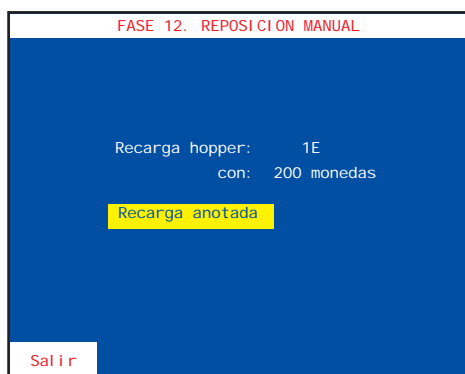 FASE 12. REPOSICION MANUAL
Recarga hopper: 1E
con: 200 monedas
Recarga anotada
Salir